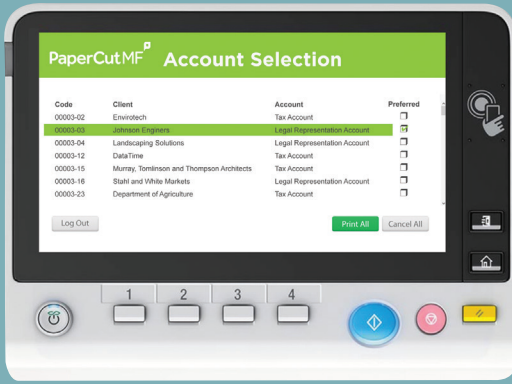 PaperCut MF
Account Selection
Code Client Account Preferred
00003-02 Envirotech Tax Account
00003-03 Johnson Enginers Legal Representation Account
00003-04 Landscaping Solutions Legal Representation Account
00003-12 DataTime Tax Account
00003-15 Murray, Tomlinson and Thompson Architects Tax Account
00003-16 Stahl and White Markets Legal Representation Account
00003-23 Department of Agriculture Tax Account
Log Out Print All Cancel All
1 2 3 4